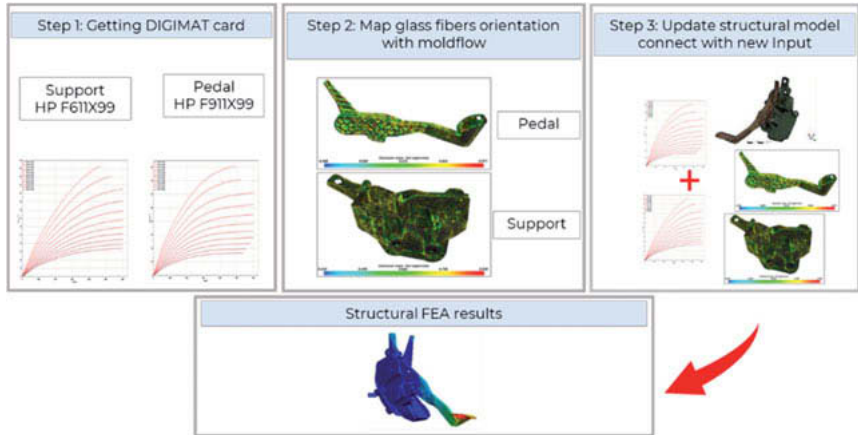 Step 1: Getting DIGIMAT card
Support
HP F611X99
Pedal
HP F911X99
Step 2: Map glass fibers orientation
with moldflow
Pedal
Support
Step 3: Update structural model
connect with new Input
+
Structural FEA results